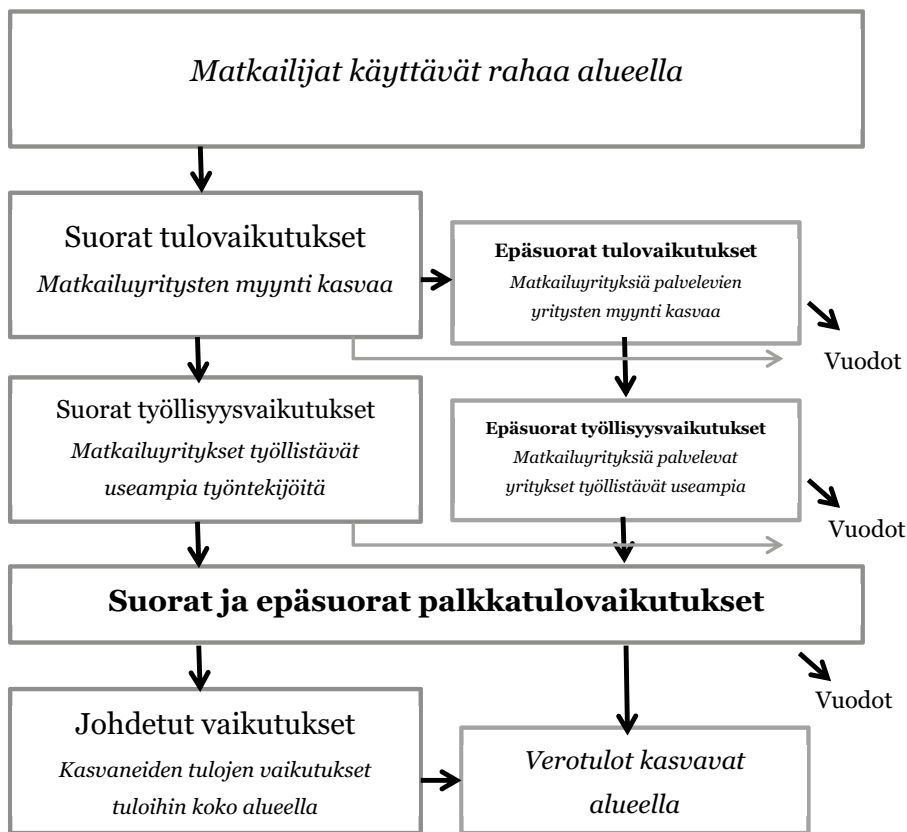 Matkailijat käyttävät rahaa alueella
Suorat tulovaikutukset
Matkailuyritysten myynti kasvaa
Epäsuorat tulovaikutukset
Matkailuyrityksiä palvelevien
yritysten myynti kasvaa
Vuodot
Suorat työllisyysvaikutukset
Matkailuyritykset työllistävät
useampia työntekijöitä
Epäsuorat työllisyysvaikutukset
Matkailuyrityksiä palvelevat
yritykset työllistävät useampia
Vuodot
Suorat ja epäsuorat palkkatulovaikutukset
Vuodot
Johdetut vaikutukset
Kasvaneiden tulojen vaikutukset
tuloihin koko alueella
Verotulot kasvavat
alueella